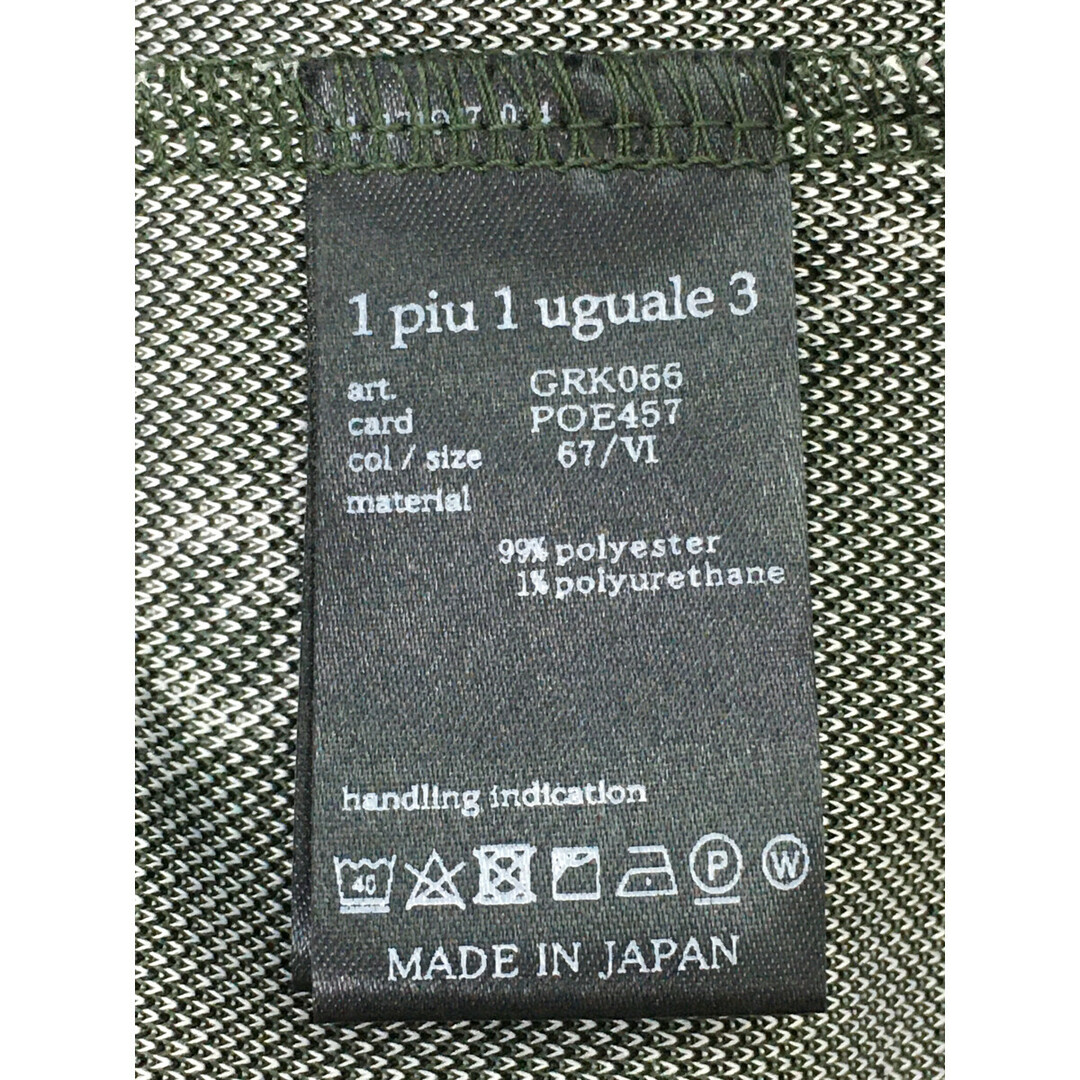 1 piu 1 uguale 3
art. GRK066
card POE457
col / size 67/VI
material
99% polyester
1% polyurethane
handling indication
40 P W
MADE IN JAPAN